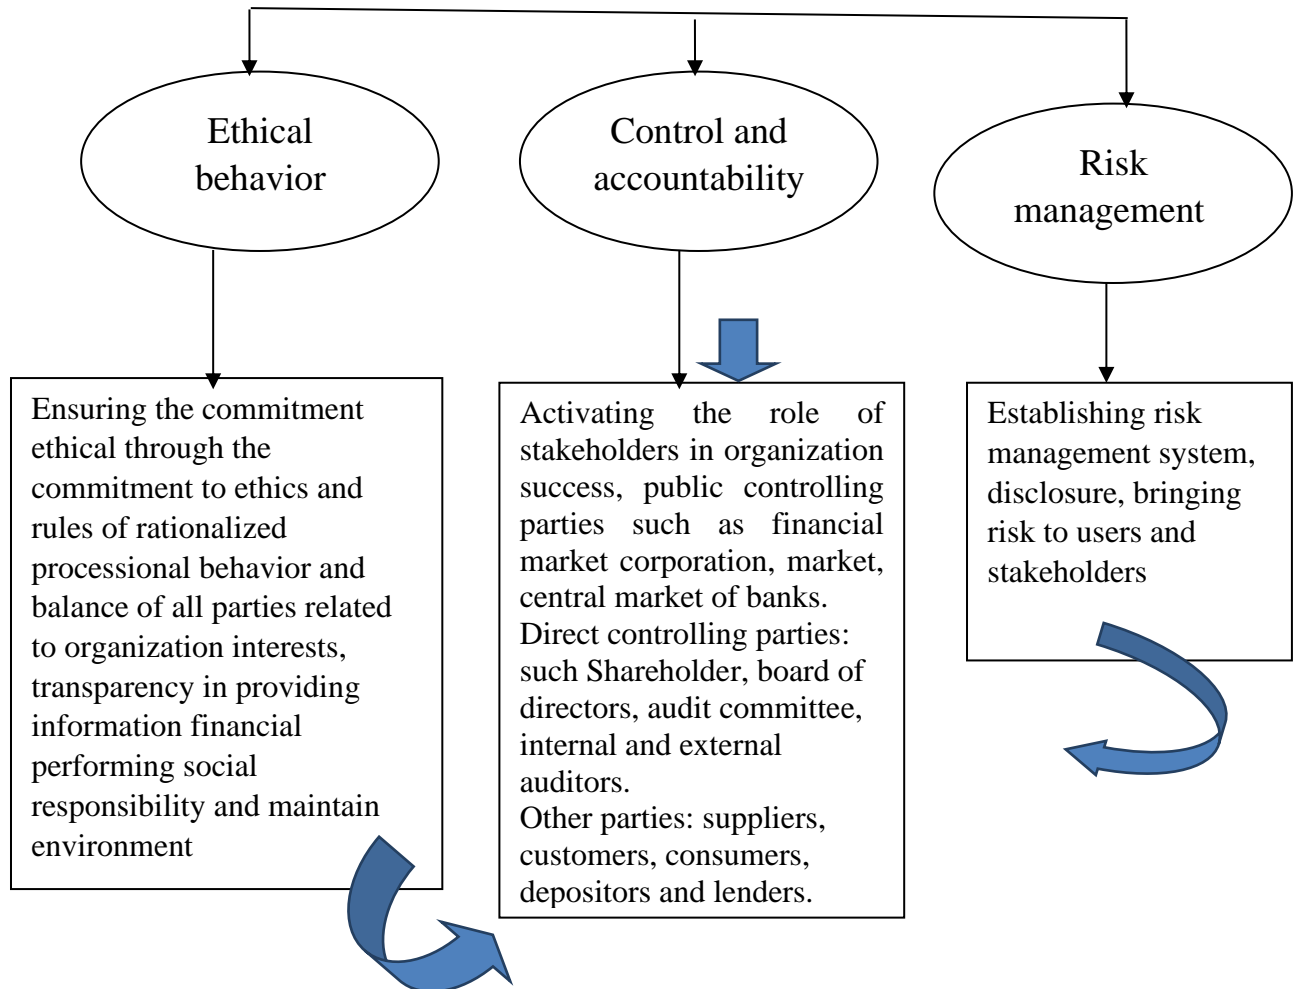 Ethical
behavior
Control and
accountability
Risk
management
Ensuring the commitment
ethical through the
commitment to ethics and
rules of rationalized
processional behavior and
balance of all parties related
to organization interests,
transparency in providing
information financial
performing social
responsibility and maintain
environment
Activating the role of
stakeholders in organization
success, public controlling
parties such as financial
market corporation, market,
central market of banks.
Direct controlling parties:
such Shareholder, board of
directors, audit committee,
internal and external
auditors.
Other parties: suppliers,
customers, consumers,
depositors and lenders.
Establishing risk
management system,
disclosure, bringing
risk to users and
stakeholders